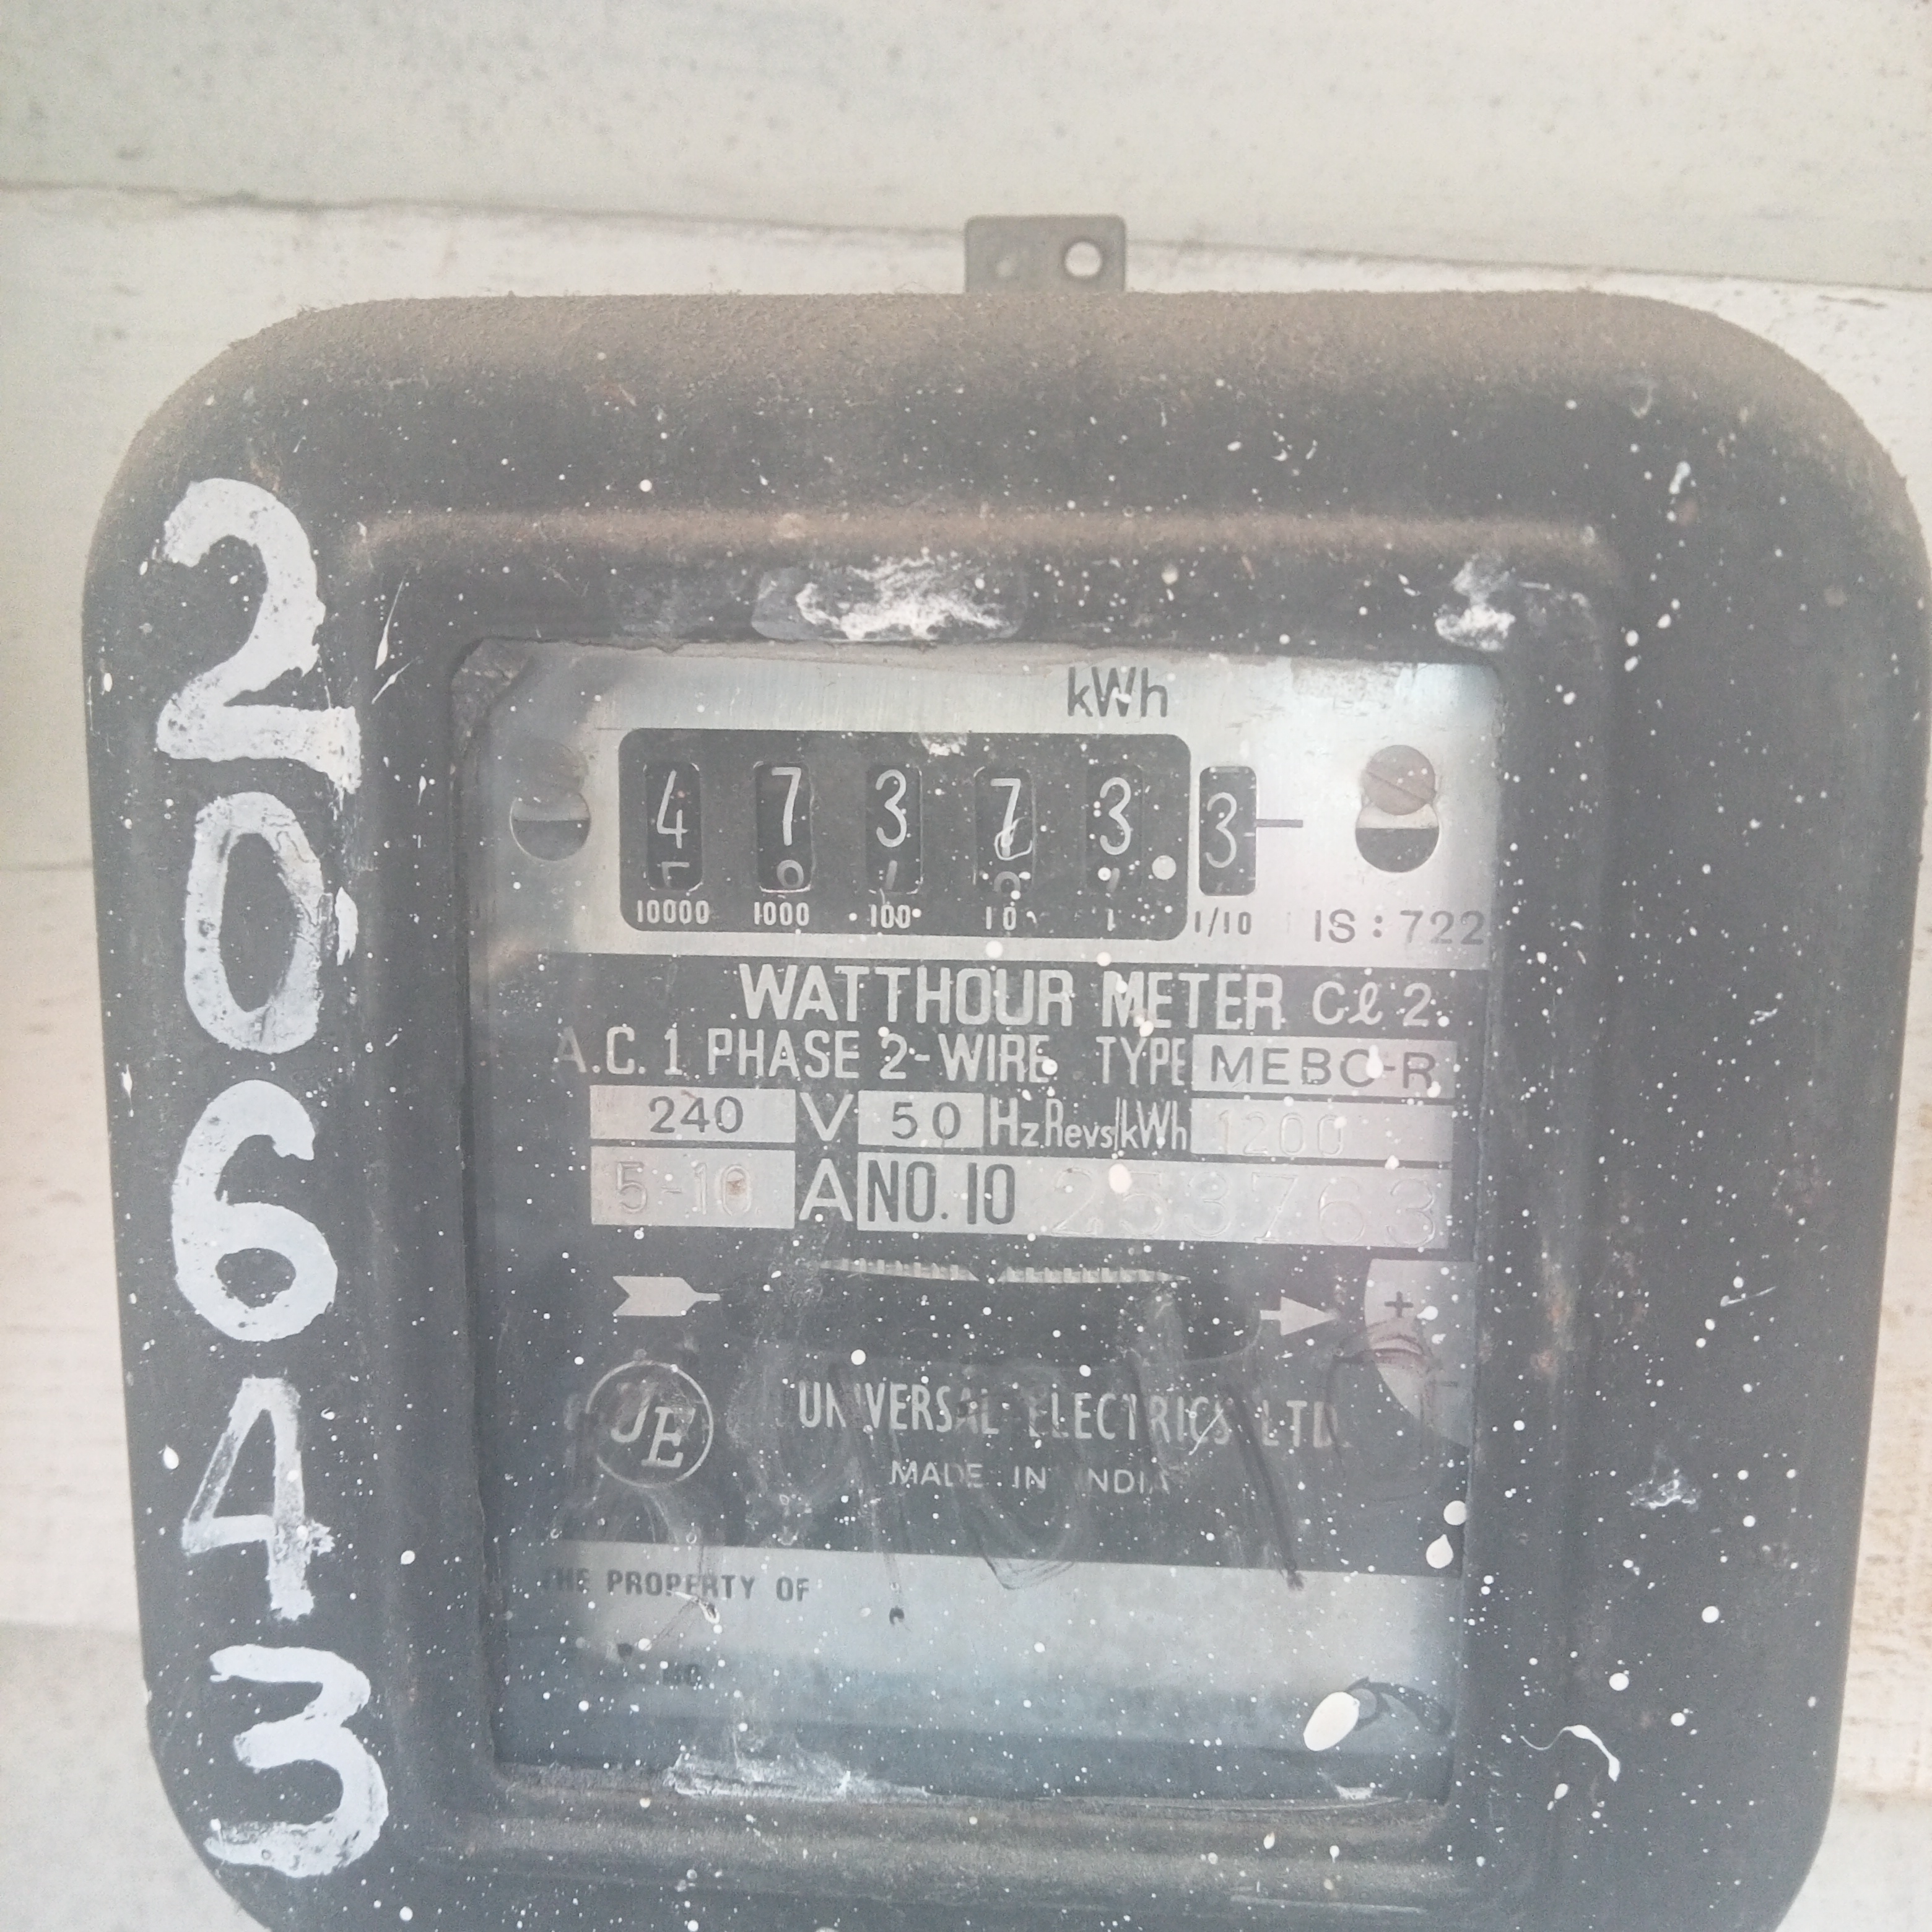 2
0
6
4
3
kWh
4 7 3 7 3 3
10000 1000 100 10 1 1/10 IS : 722
WATTHOUR METER Cl 2
A.C. 1 PHASE 2-WIRE TYPE MEBC-R
240 V 50 Hz Revs/kWh 1200
5-10 A NO. 10 253763
UE UNIVERSAL ELECTRICS LTD.
MADE IN INDIA
THE PROPERTY OF
NO